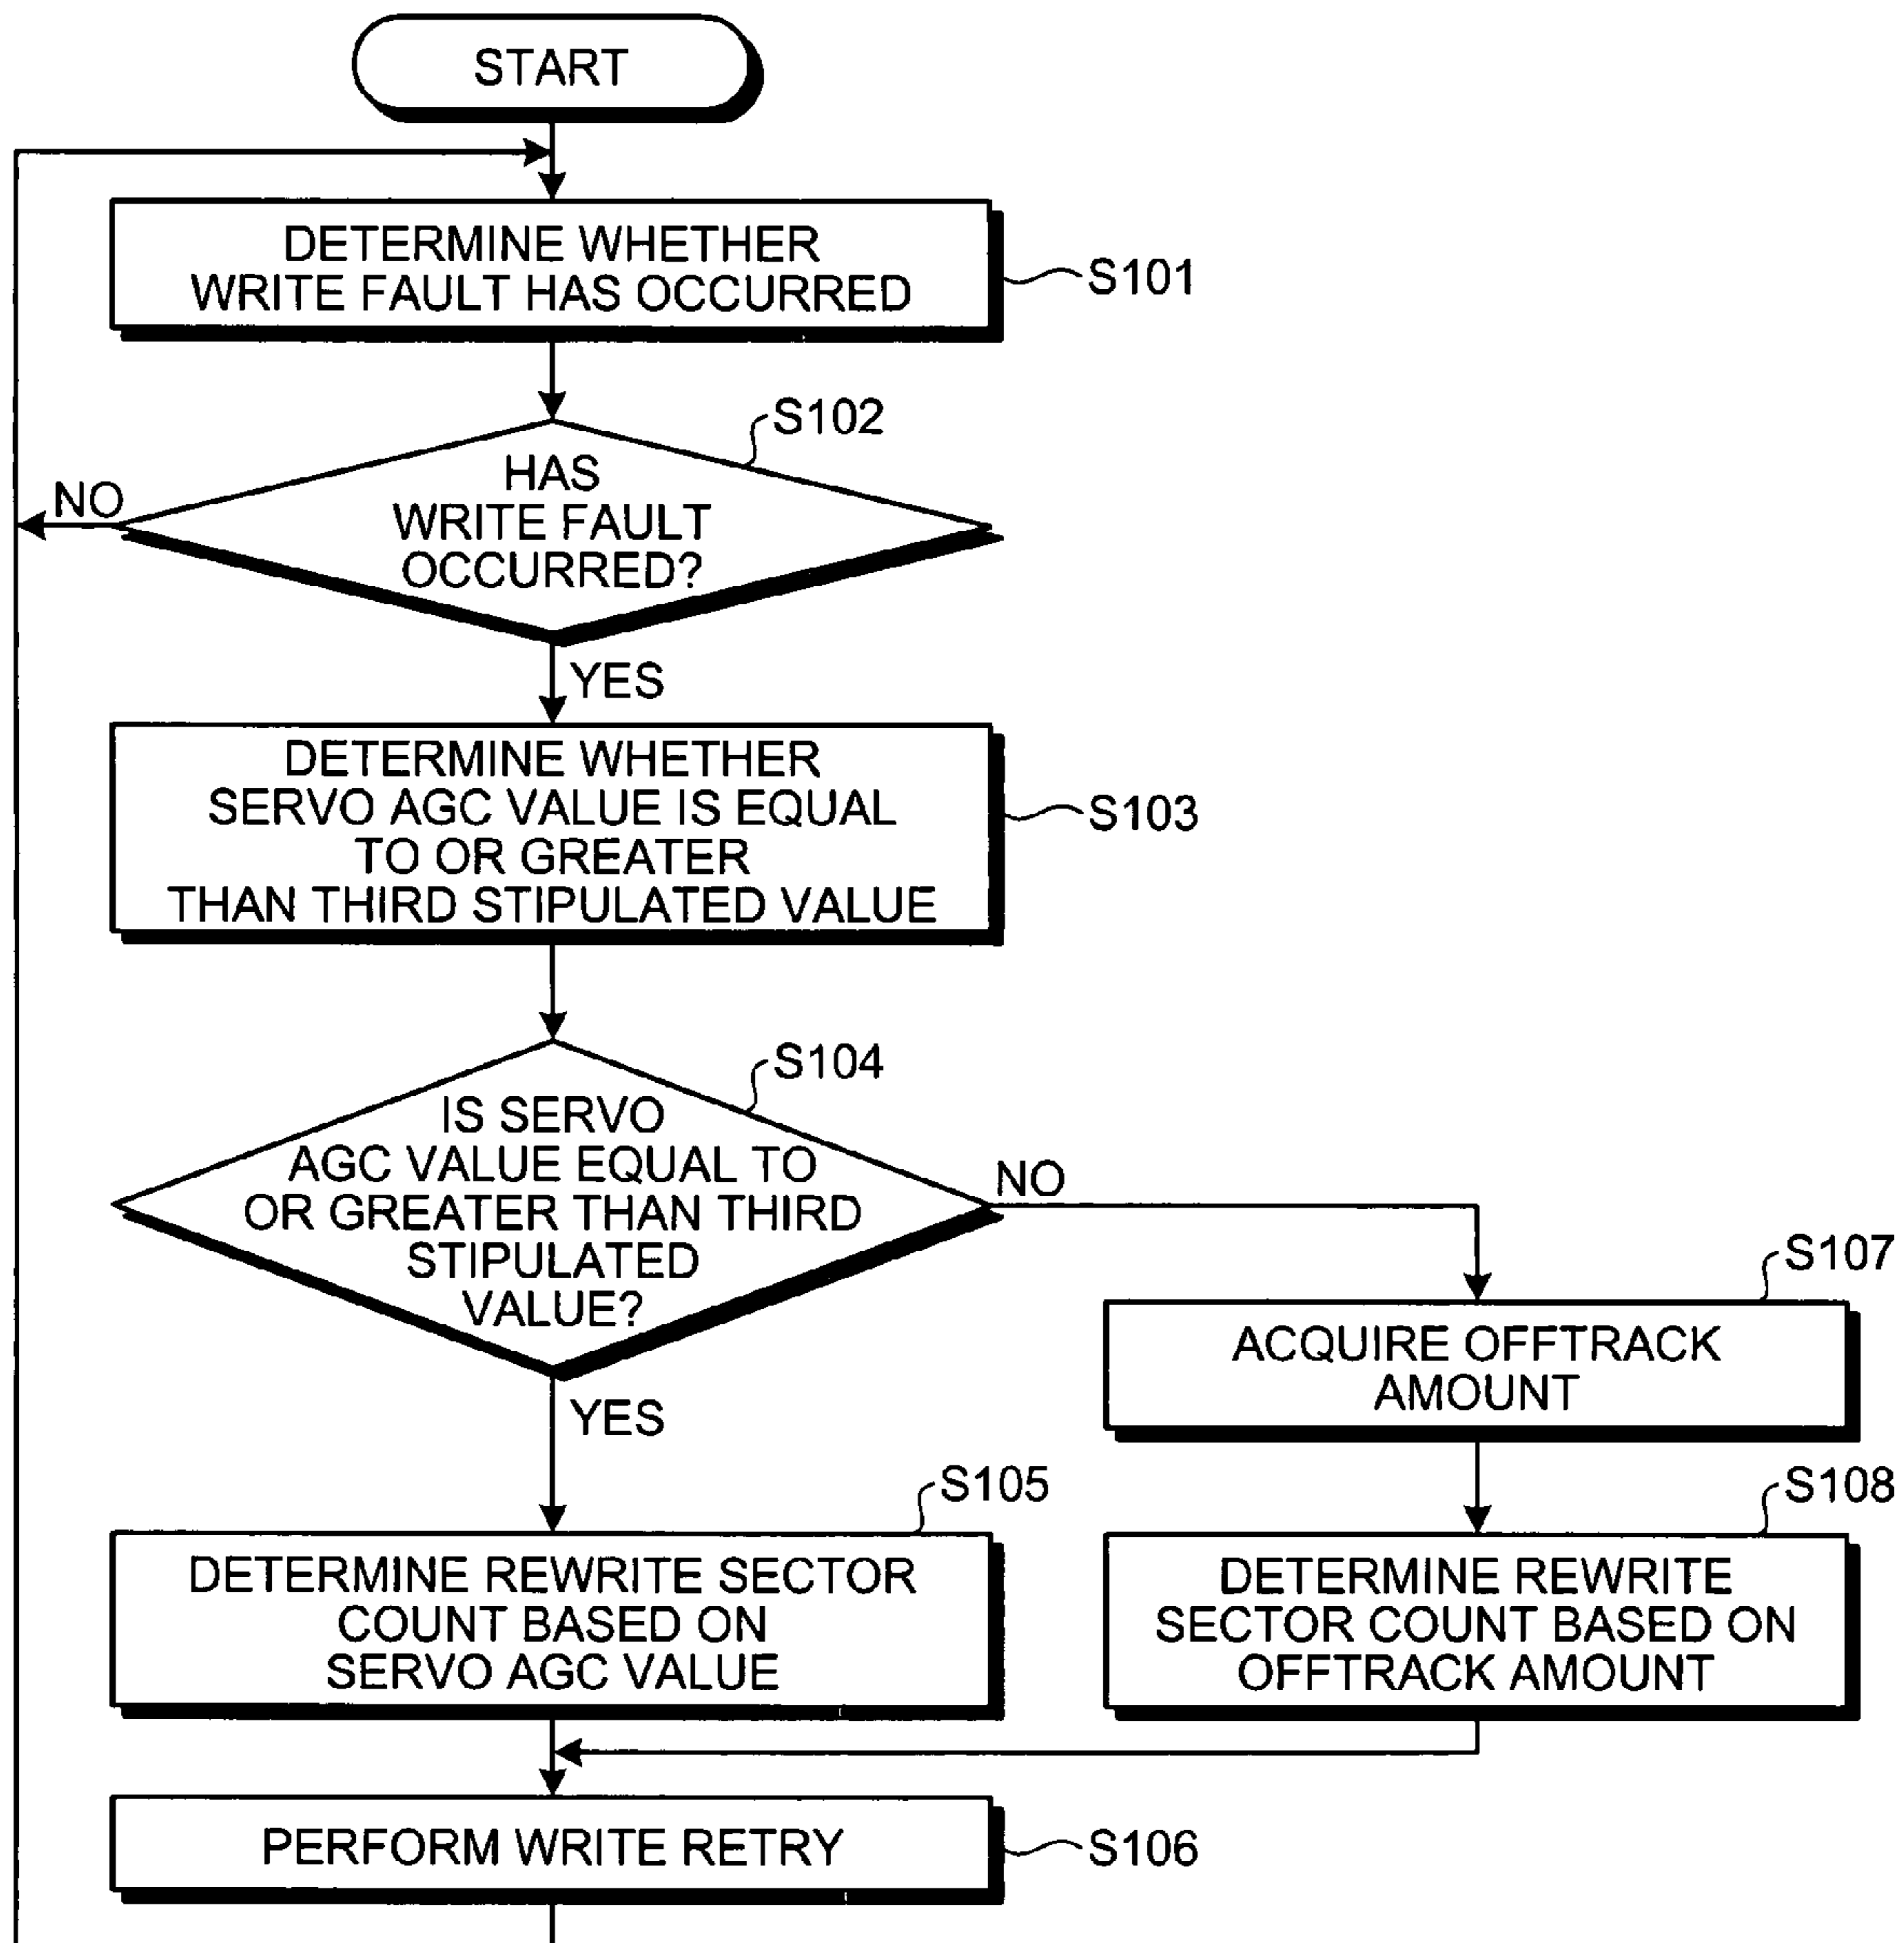 START
DETERMINE WHETHER
WRITE FAULT HAS OCCURRED
S101
S102
HAS
WRITE FAULT
OCCURRED?
NO
YES
DETERMINE WHETHER
SERVO AGC VALUE IS EQUAL
TO OR GREATER
THAN THIRD STIPULATED VALUE
S103
S104
IS SERVO
AGC VALUE EQUAL TO
OR GREATER THAN THIRD
STIPULATED
VALUE?
NO
YES
S107
ACQUIRE OFFTRACK
AMOUNT
S105
DETERMINE REWRITE SECTOR
COUNT BASED ON
SERVO AGC VALUE
S108
DETERMINE REWRITE
SECTOR COUNT BASED ON
OFFTRACK AMOUNT
PERFORM WRITE RETRY
S106